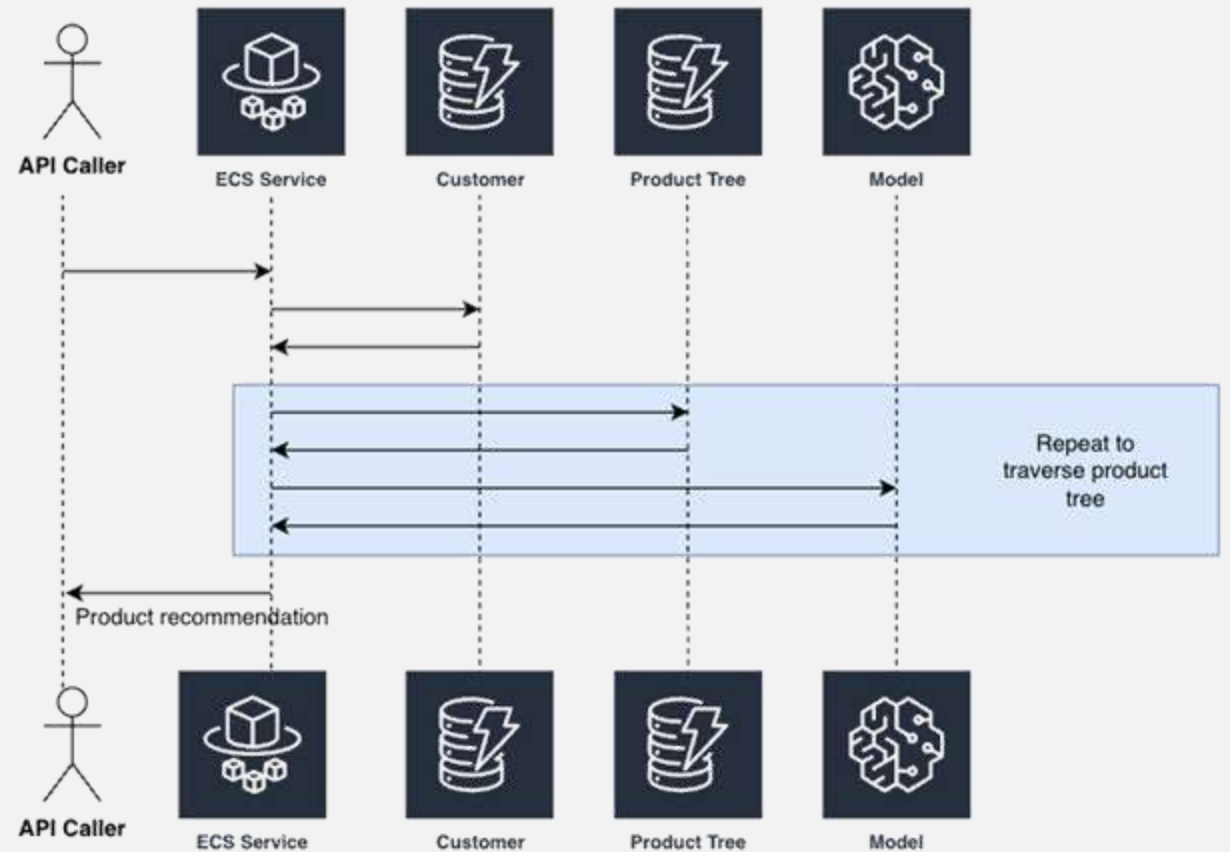 API Caller
ECS Service
Customer
Product Tree
Model
Repeat to
traverse product
tree
Product recommendation
API Caller
ECS Service
Customer
Product Tree
Model